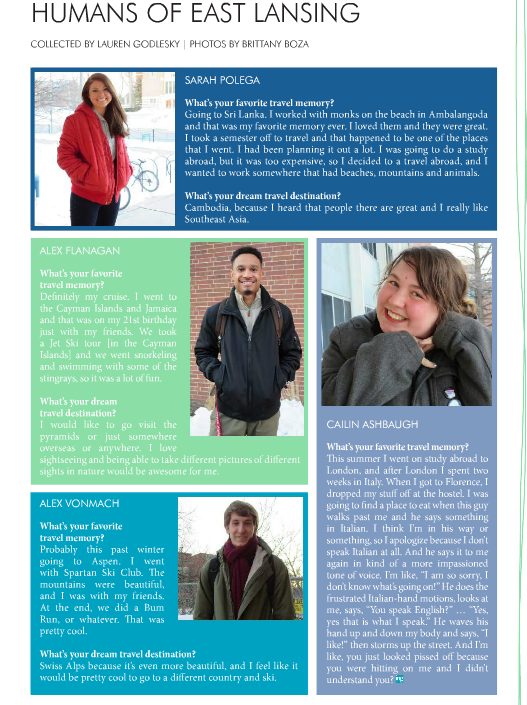 HUMANS OF EAST LANSING
COLLECTED BY LAUREN GODLESKY | PHOTOS BY BRITTANY BOZA
SARAH POLEGA
What's your favorite travel memory?
Going to Sri Lanka. I worked with monks on the beach in Ambalangoda
and that was my favorite memory ever. I loved them and they were great.
I took a semester off to travel and that happened to be one of the places
that I went. I had been planning it out a lot. I was going to do a study
abroad, but it was too expensive, so I decided to a travel abroad, and I
wanted to work somewhere that had beaches, mountains and animals.
What's your dream travel destination?
Cambodia, because I heard that people there are great and I really like
Southeast Asia.
ALEX FLANAGAN
What's your favorite
travel memory?
Definitely my cruise. I went to
the Cayman Islands and Jamaica
and that was on my 21st birthday
just with my friends. We took
a Jet Ski tour [in the Cayman
Islands] and we went snorkeling
and swimming with some of the
stingrays, so it was a lot of fun.
What's your dream
travel destination?
I would like to go visit the
pyramids or just somewhere
overseas or anywhere. I love
sightseeing and being able to take different pictures of different
sights in nature would be awesome for me.
ALEX VONMACH
What's your favorite
travel memory?
Probably this past winter
going to Aspen. I went
with Spartan Ski Club. The
mountains were beautiful,
and I was with my friends.
At the end, we did a Bum
Run, or whatever. That was
pretty cool.
What's your dream travel destination?
Swiss Alps because it's even more beautiful, and I feel like it
would be pretty cool to go to a different country and ski.
CAILIN ASHBAUGH
What's your favorite travel memory?
This summer I went on study abroad to
London, and after London I spent two
weeks in Italy. When I got to Florence, I
dropped my stuff off at the hostel. I was
going to find a place to eat when this guy
walks past me and he says something
in Italian. I think I'm in his way or
something, so I apologize because I don't
speak Italian at all. And he says it to me
again in kind of a more impassioned
tone of voice. I'm like, "I am so sorry, I
don't know what's going on!" He does the
frustrated Italian-hand motions, looks at
me, says, "You speak English?" … "Yes,
yes that is what I speak." He waves his
hand up and down my body and says, "I
like!" then storms up the street. And I'm
like, you just looked pissed off because
you were hitting on me and I didn't
understand you?